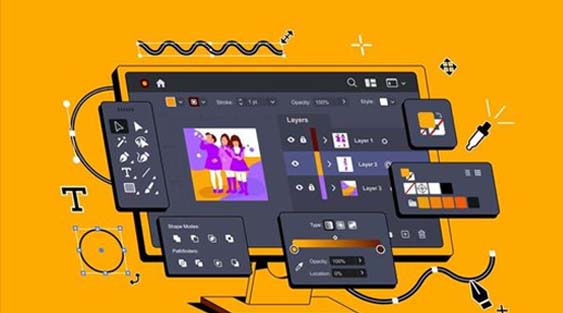 Stroke: 1 pt Opacity: 100% Style:
Layers
Layer 1
Layer 2
Layer 3
T
T
Shape Modes:
Pathfinders:
Type:
Opacity: 100%
Location: 0%